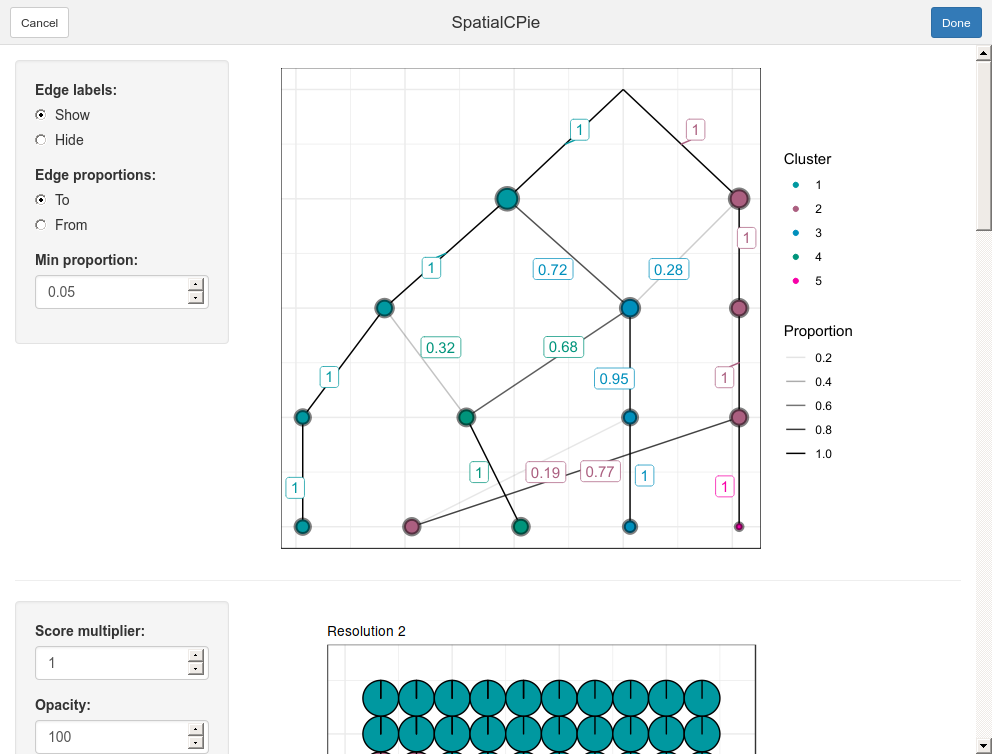 Cancel
SpatialCPie
Done
Edge labels:
Show
Hide
Edge proportions:
To
From
Min proportion:
0.05
1
1
1
1
0.72
0.28
0.32
0.68
1
0.95
1
1
0.19
0.77
1
1
1
Cluster
1
2
3
4
5
Proportion
0.2
0.4
0.6
0.8
1.0
Score multiplier:
1
Opacity:
100
Resolution 2